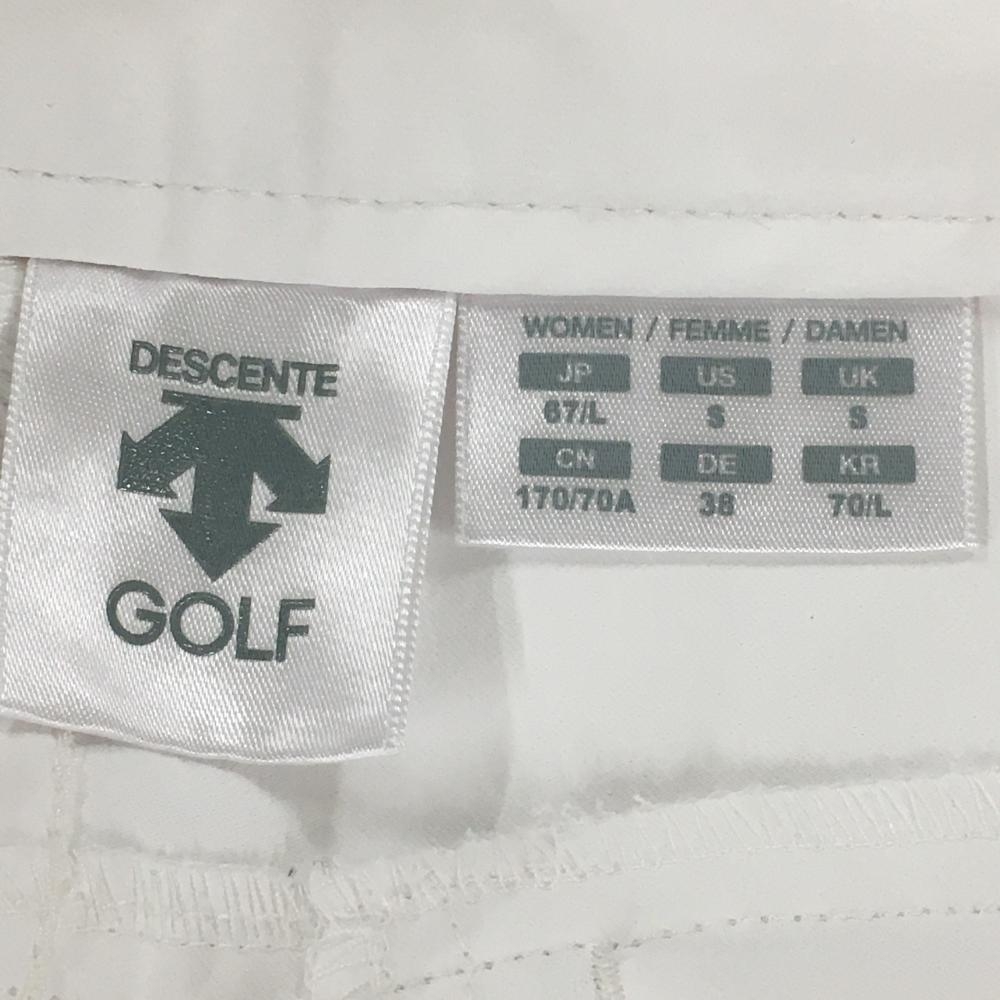 DESCENTE
GOLF
WOMEN / FEMME / DAMEN
JP US UK
67/L S S
CN DE KR
170/70A 38 70/L